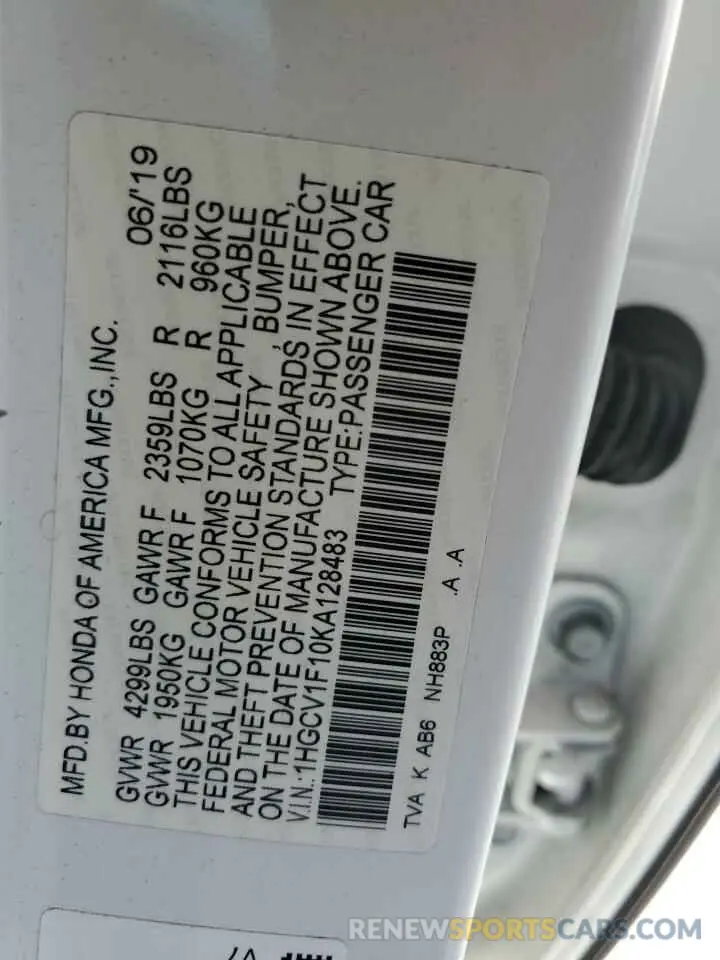 MFD.BY HONDA OF AMERICA MFG.,INC. 06/'19
GVWR 4299LBS GAWR F 2359LBS R 2116LBS
GVWR 1950KG GAWR F 1070KG R 960KG
THIS VEHICLE CONFORMS TO ALL APPLICABLE
FEDERAL MOTOR VEHICLE SAFETY , BUMPER,
AND THEFT PREVENTION STANDARDS IN EFFECT
ON THE DATE OF MANUFACTURE SHOWN ABOVE.
V.I.N.:1HGCV1F10KA128483 TYPE:PASSENGER CAR
TVA K AB6 NH883P .A .A
RENEWSPORTSCARS.COM